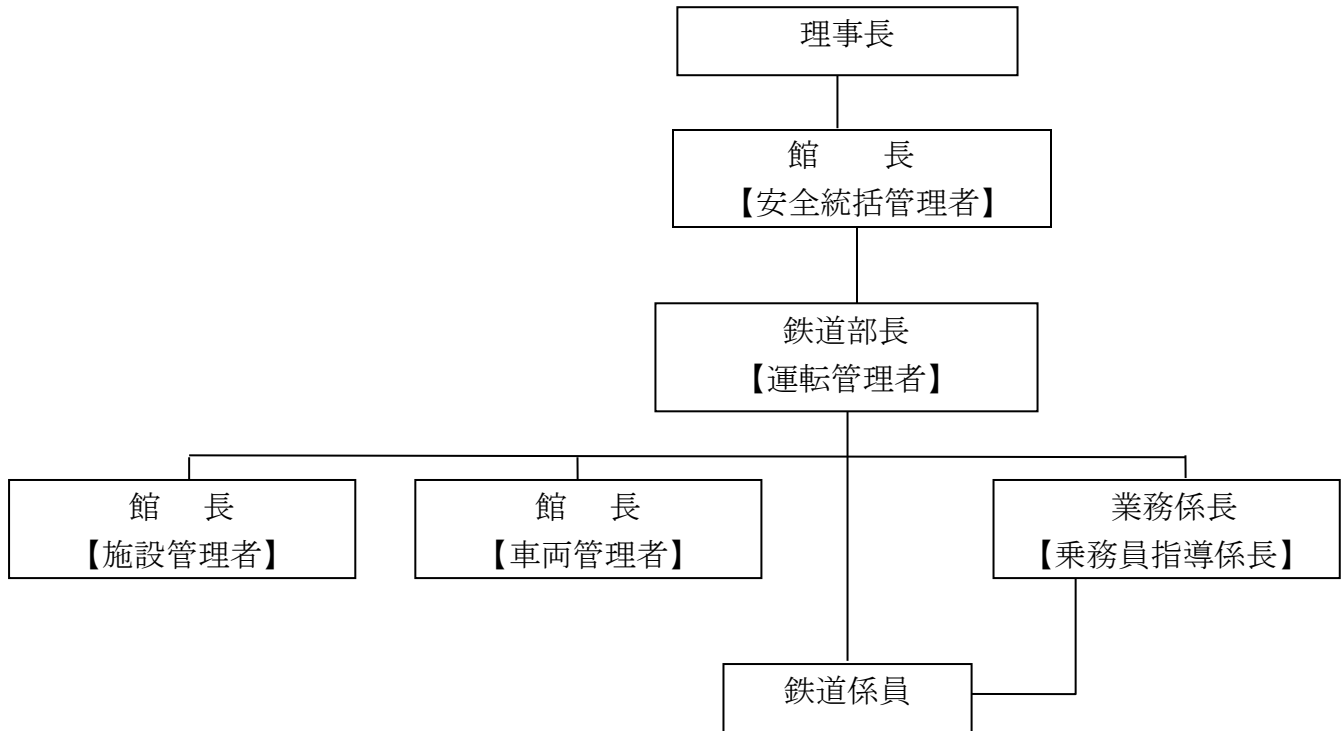 理事長
館　　長
【安全統括管理者】
鉄道部長
【運転管理者】
館　長
【施設管理者】
館　長
【車両管理者】
業務係長
【乗務員指導係長】
鉄道係員